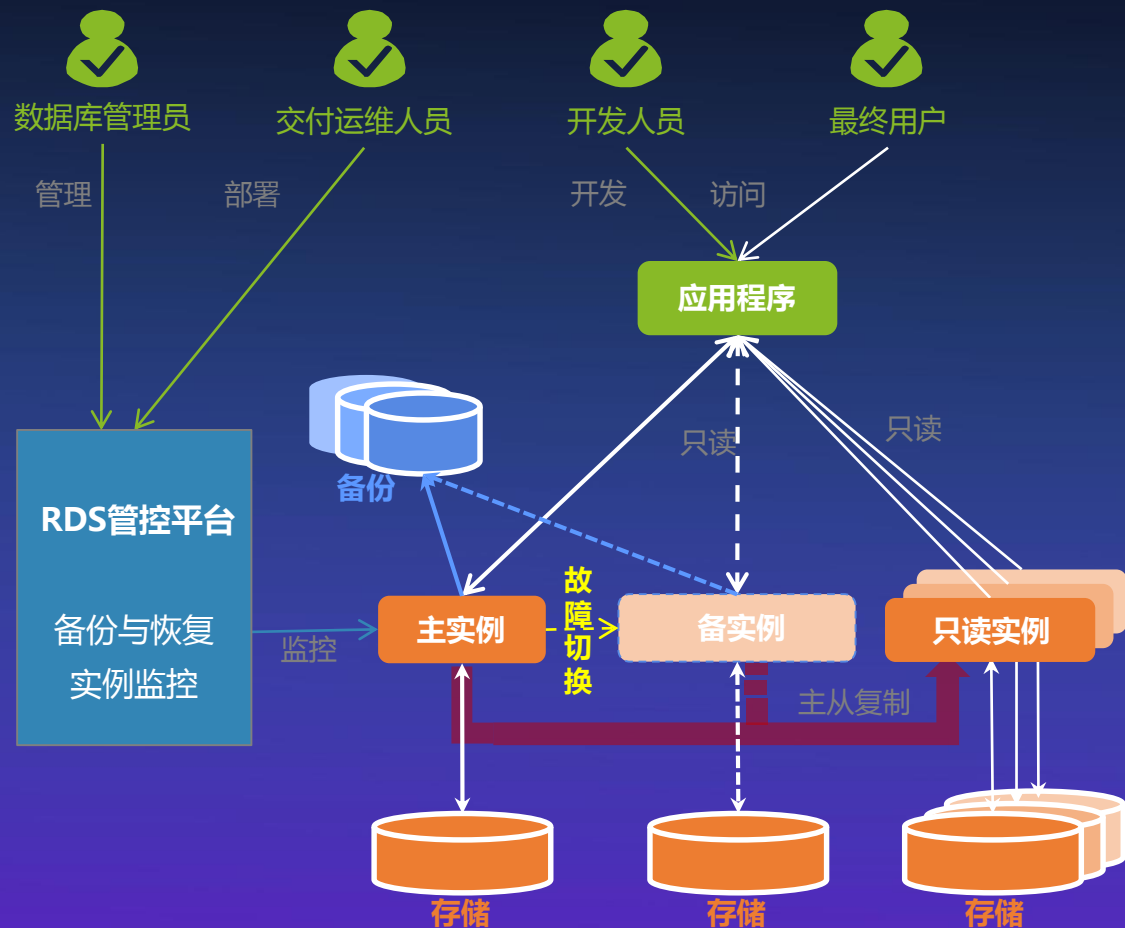 数据库管理员
交付运维人员
开发人员
最终用户
管理
部署
开发
访问
应用程序
只读
只读
备份
RDS管控平台
备份与恢复
实例监控
监控
主实例
故障切换
备实例
只读实例
主从复制
存储
存储
存储